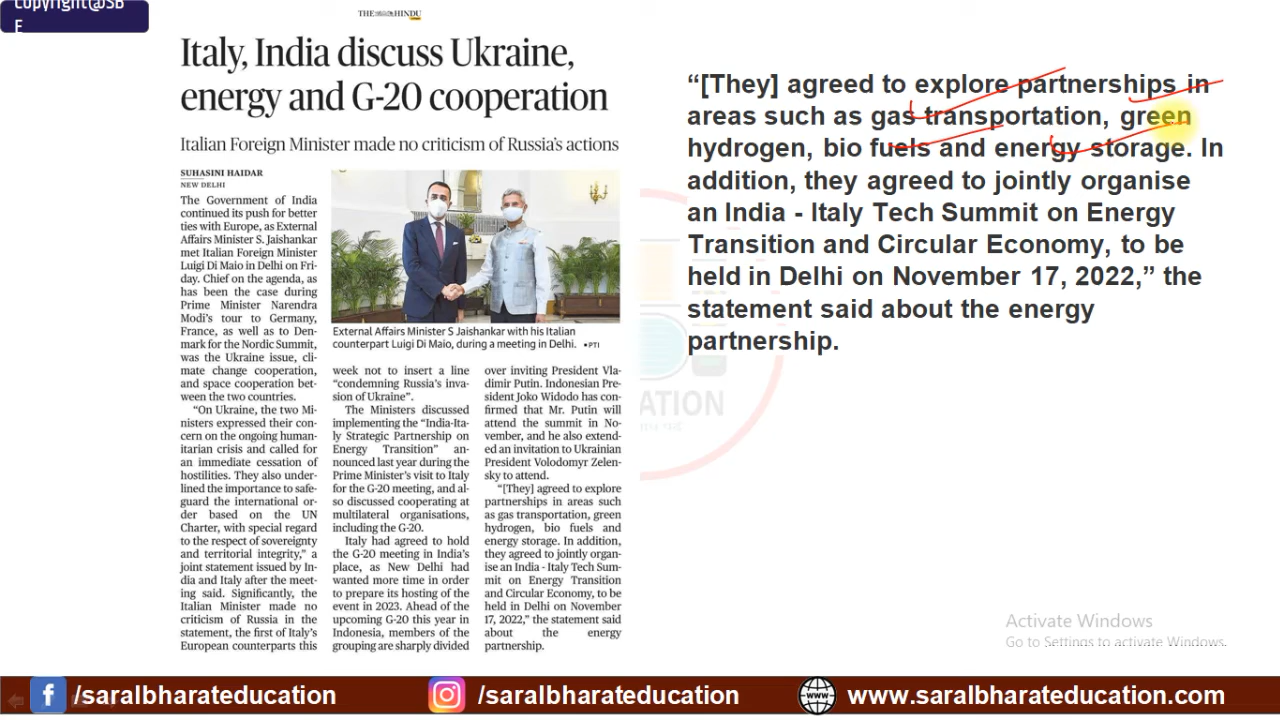 Copyright@SB
E
THE HINDU
Italy, India discuss Ukraine,
energy and G-20 cooperation
Italian Foreign Minister made no criticism of Russia's actions
SUHASINI HAIDAR
NEW DELHI
The Government of India
continued its push for better
ties with Europe, as External
Affairs Minister S. Jaishankar
met Italian Foreign Minister
Luigi Di Maio in Delhi on Fri-
day. Chief on the agenda, as
has been the case during
Prime Minister Narendra
Modi's tour to Germany,
France, as well as to Den-
mark for the Nordic Summit,
was the Ukraine issue, cli-
mate change cooperation,
and space cooperation bet-
ween the two countries.
"On Ukraine, the two Mi-
nisters expressed their con-
cern on the ongoing human-
itarian crisis and called for
an immediate cessation of
hostilities. They also under-
lined the importance to safe-
guard the international or-
der based on the UN
Charter, with special regard
to the respect of sovereignty
and territorial integrity," a
joint statement issued by In-
dia and Italy after the meet-
ing said. Significantly, the
Italian Minister made no
criticism of Russia in the
statement, the first of Italy's
European counterparts this
External Affairs Minister S Jaishankar with his Italian
counterpart Luigi Di Maio, during a meeting in Delhi. • PTI
week not to insert a line
"condemning Russia's inva-
sion of Ukraine".
The Ministers discussed
implementing the "India-Ita-
ly Strategic Partnership on
Energy Transition" an-
nounced last year during the
Prime Minister's visit to Italy
for the G-20 meeting, and al-
so discussed cooperating at
multilateral organisations,
including the G-20.
Italy had agreed to hold
the G-20 meeting in India's
place, as New Delhi had
wanted more time in order
to prepare its hosting of the
event in 2023. Ahead of the
upcoming G-20 this year in
Indonesia, members of the
grouping are sharply divided
over inviting President Vla-
dimir Putin. Indonesian Pre-
sident Joko Widodo has con-
firmed that Mr. Putin will
attend the summit in No-
vember, and he also extend-
ed an invitation to Ukrainian
President Volodomyr Zelen-
sky to attend.
"[They] agreed to explore
partnerships in areas such
as gas transportation, green
hydrogen, bio fuels and
energy storage. In addition,
they agreed to jointly organ-
ise an India - Italy Tech Sum-
mit on Energy Transition
and Circular Economy, to be
held in Delhi on November
17, 2022," the statement said
about the energy
partnership.
"[They] agreed to explore partnerships in
areas such as gas transportation, green
hydrogen, bio fuels and energy storage. In
addition, they agreed to jointly organise
an India - Italy Tech Summit on Energy
Transition and Circular Economy, to be
held in Delhi on November 17, 2022," the
statement said about the energy
partnership.
Activate Windows
Go to Settings to activate Windows.
/saralbharateducation
/saralbharateducation
WWW
www.saralbharateducation.com